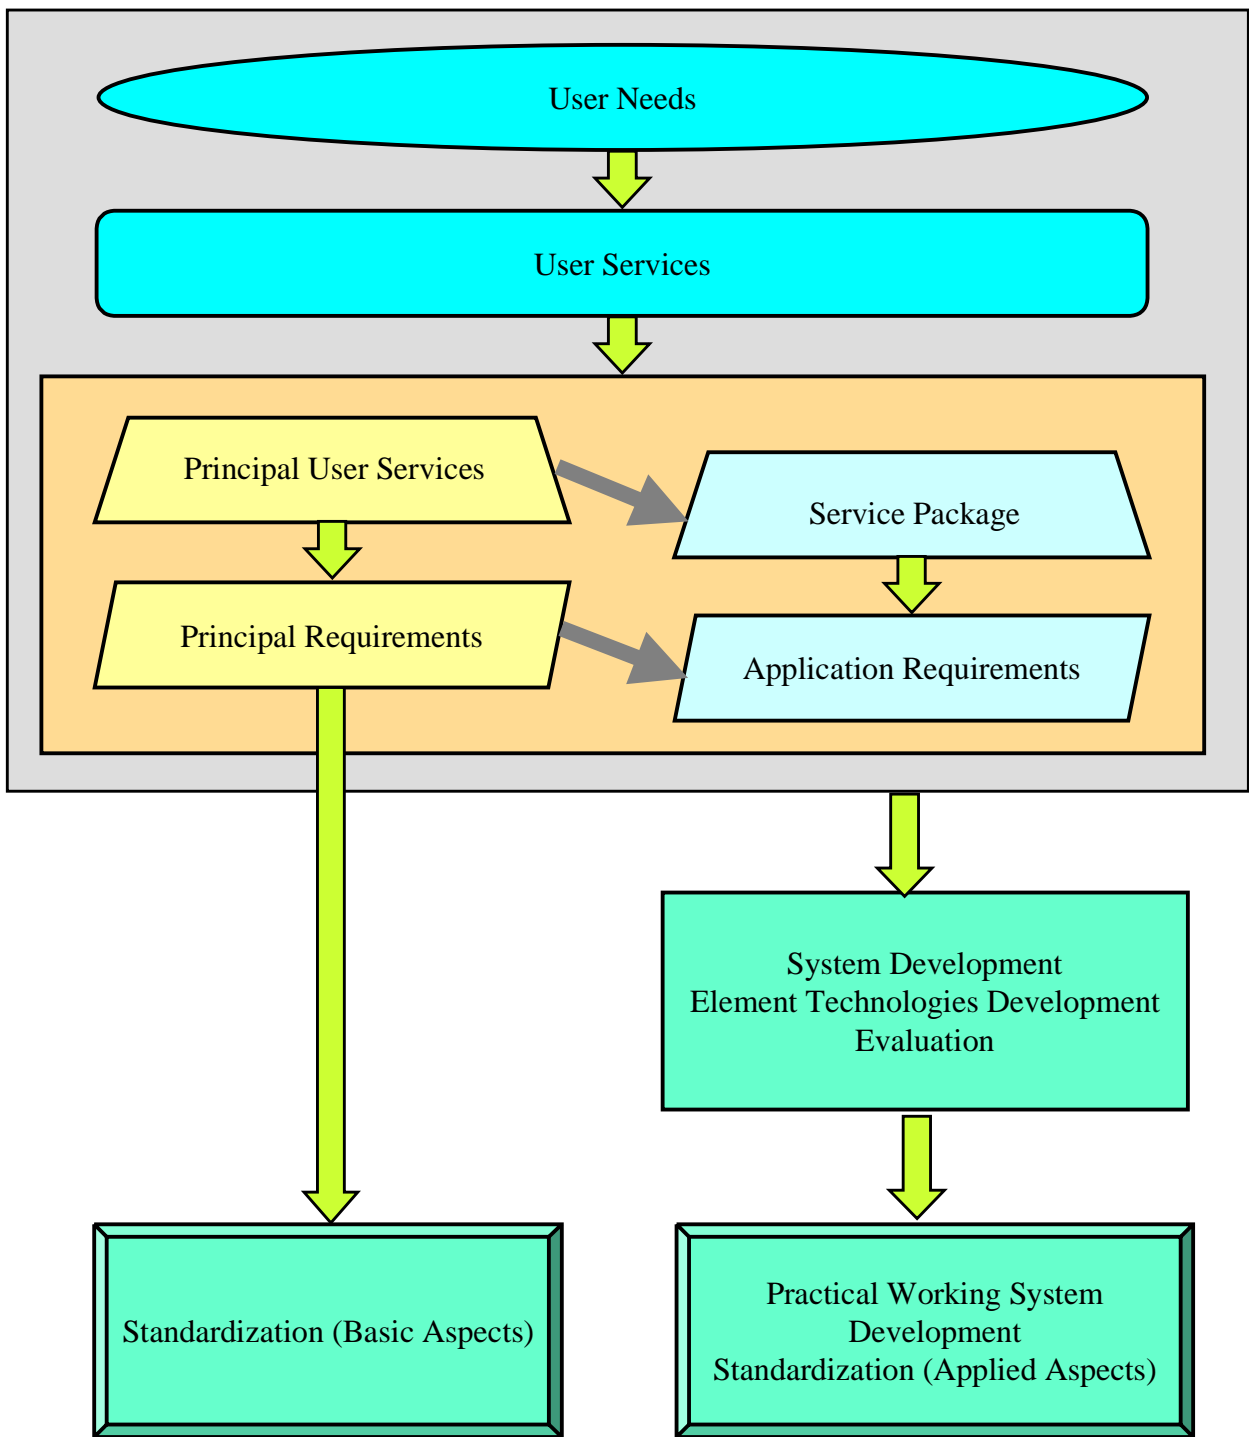 User Needs
User Services
Principal User Services
Service Package
Principal Requirements
Application Requirements
System Development
Element Technologies Development
Evaluation
Standardization (Basic Aspects)
Practical Working System
Development
Standardization (Applied Aspects)